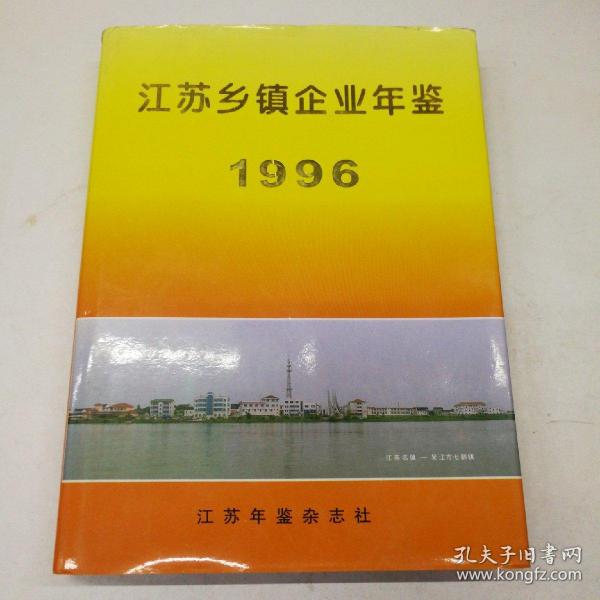 江苏乡镇企业年鉴
1996
江苏名镇 — 吴江市七都镇
江苏年鉴杂志社
孔夫子旧书网
www.kongfz.com